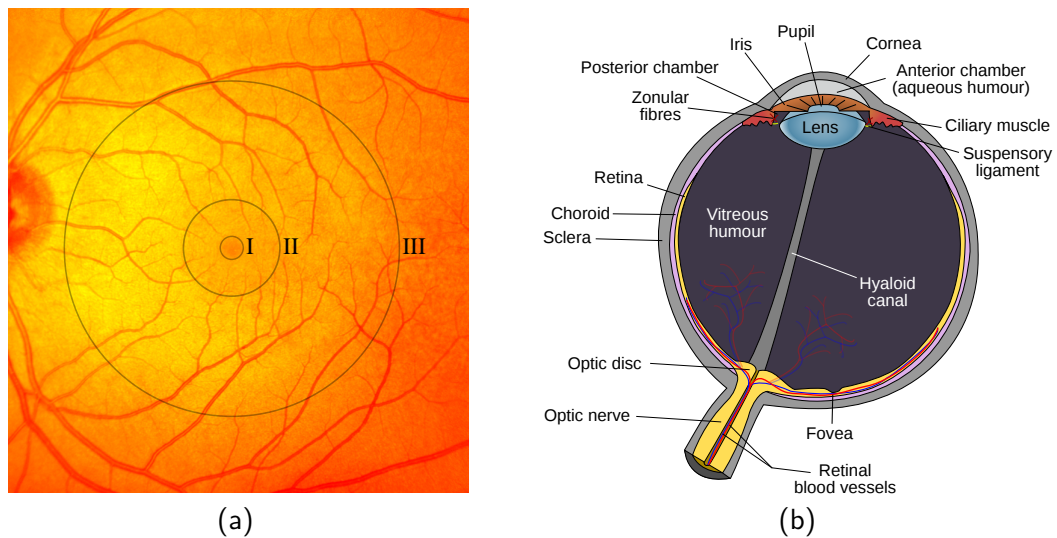 I
II
III
(a)
Pupil
Iris
Cornea
Posterior chamber
Anterior chamber
(aqueous humour)
Zonular
fibres
Lens
Ciliary muscle
Suspensory
ligament
Retina
Choroid
Sclera
Vitreous
humour
Hyaloid
canal
Optic disc
Optic nerve
Fovea
Retinal
blood vessels
(b)